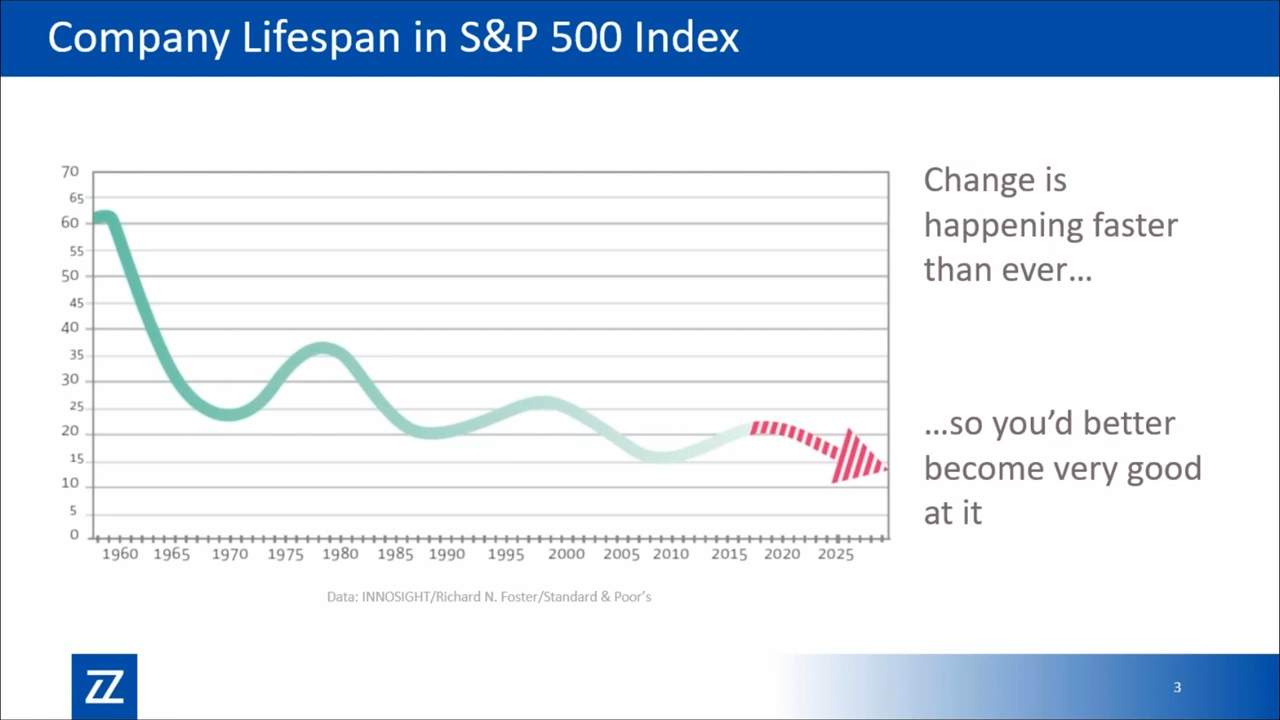 Company Lifespan in S&P 500 Index
70
65
60
55
50
45
40
35
30
25
20
15
10
5
0
1960 1965 1970 1975 1980 1985 1990 1995 2000 2005 2010 2015 2020 2025
Data: INNOSIGHT/Richard N. Foster/Standard & Poor's
Change is
happening faster
than ever…
…so you’d better
become very good
at it
ZZ
3